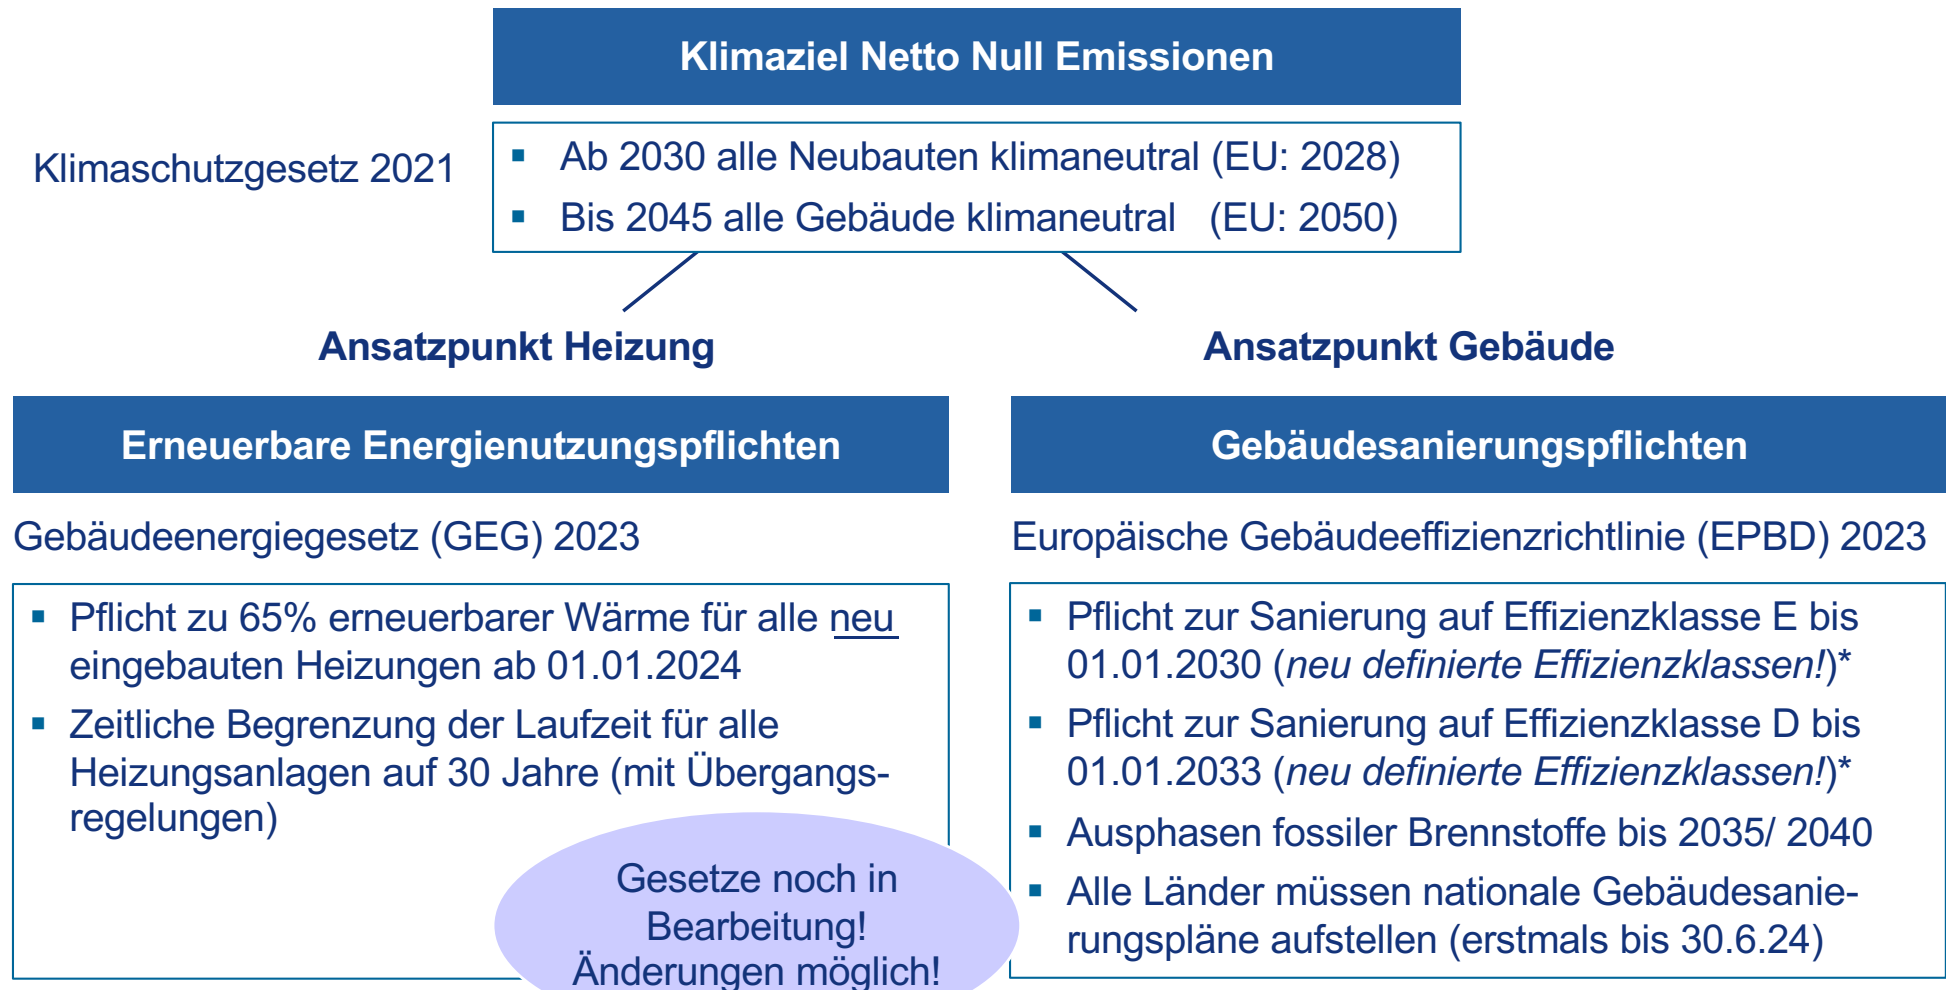 Klimaziel Netto Null Emissionen
Klimaschutzgesetz 2021
▪ Ab 2030 alle Neubauten klimaneutral (EU: 2028)
▪ Bis 2045 alle Gebäude klimaneutral (EU: 2050)
Ansatzpunkt Heizung
Erneuerbare Energienutzungspflichten
Gebäudeenergiegesetz (GEG) 2023
▪ Pflicht zu 65% erneuerbarer Wärme für alle neu
eingebauten Heizungen ab 01.01.2024
▪ Zeitliche Begrenzung der Laufzeit für alle
Heizungsanlagen auf 30 Jahre (mit Übergangs-
regelungen)
Gesetze noch in
Bearbeitung!
Änderungen möglich!
Ansatzpunkt Gebäude
Gebäudesanierungspflichten
Europäische Gebäudeeffizienzrichtlinie (EPBD) 2023
▪ Pflicht zur Sanierung auf Effizienzklasse E bis
01.01.2030 (neu definierte Effizienzklassen!)*
▪ Pflicht zur Sanierung auf Effizienzklasse D bis
01.01.2033 (neu definierte Effizienzklassen!)*
▪ Ausphasen fossiler Brennstoffe bis 2035/ 2040
▪ Alle Länder müssen nationale Gebäudesanie-
rungspläne aufstellen (erstmals bis 30.6.24)